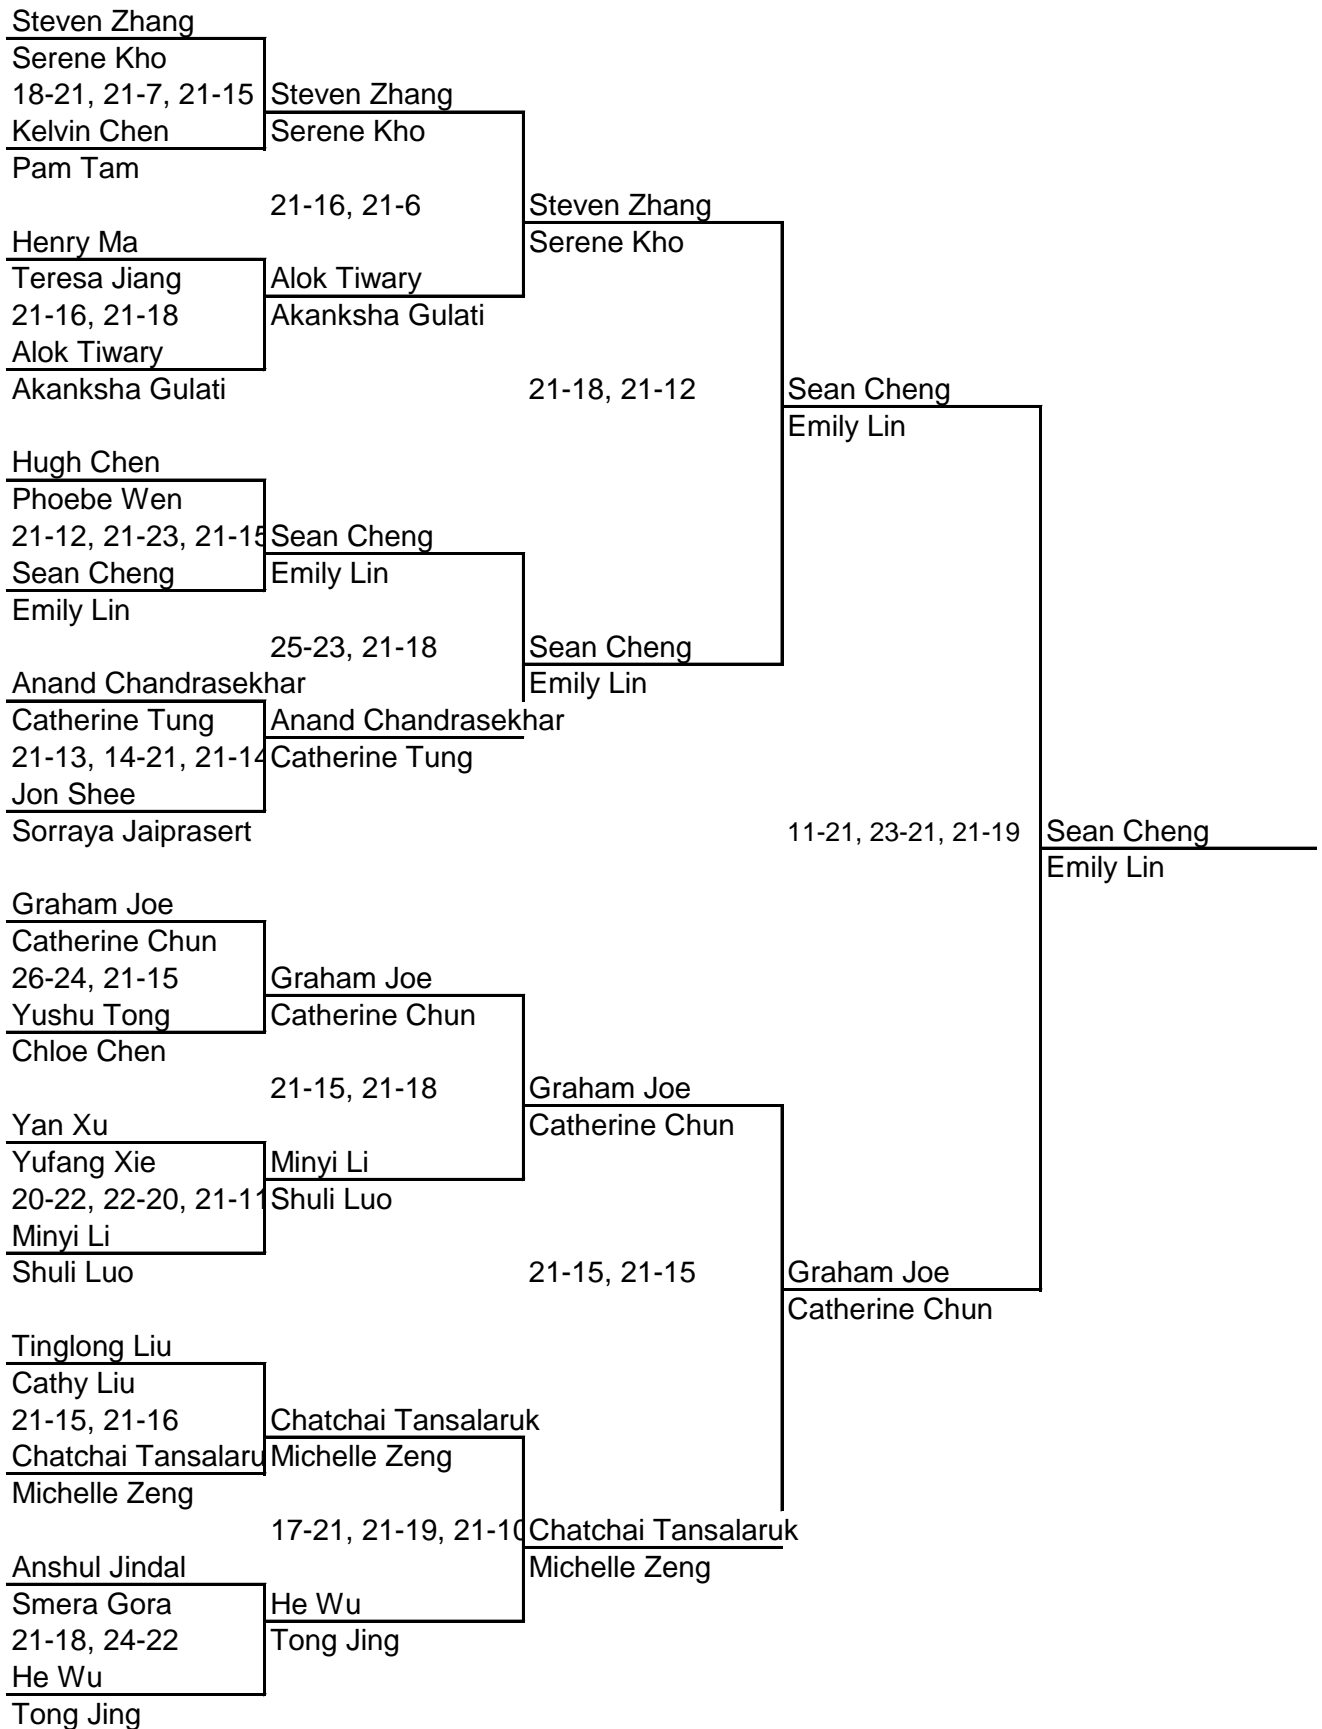 Steven Zhang
Serene Kho
18-21, 21-7, 21-15
Kelvin Chen
Pam Tam
Henry Ma
Teresa Jiang
21-16, 21-18
Alok Tiwary
Akanksha Gulati
Hugh Chen
Phoebe Wen
21-12, 21-23, 21-15
Sean Cheng
Emily Lin
Anand Chandrasekhar
Catherine Tung
21-13, 14-21, 21-14
Jon Shee
Sorraya Jaiprasert
Graham Joe
Catherine Chun
26-24, 21-15
Yushu Tong
Chloe Chen
Yan Xu
Yufang Xie
20-22, 22-20, 21-11
Minyi Li
Shuli Luo
Tinglong Liu
Cathy Liu
21-15, 21-16
Chatchai Tansalaru
Michelle Zeng
Anshul Jindal
Smera Gora
21-18, 24-22
He Wu
Tong Jing
Steven Zhang
Serene Kho
21-16, 21-6
Alok Tiwary
Akanksha Gulati
Sean Cheng
Emily Lin
25-23, 21-18
Anand Chandrasekhar
Catherine Tung
Graham Joe
Catherine Chun
21-15, 21-18
Minyi Li
Shuli Luo
Chatchai Tansalaruk
Michelle Zeng
17-21, 21-19, 21-10
He Wu
Tong Jing
Steven Zhang
Serene Kho
21-18, 21-12
Sean Cheng
Emily Lin
Graham Joe
Catherine Chun
21-15, 21-15
Chatchai Tansalaruk
Michelle Zeng
Sean Cheng
Emily Lin
11-21, 23-21, 21-19
Graham Joe
Catherine Chun
Sean Cheng
Emily Lin